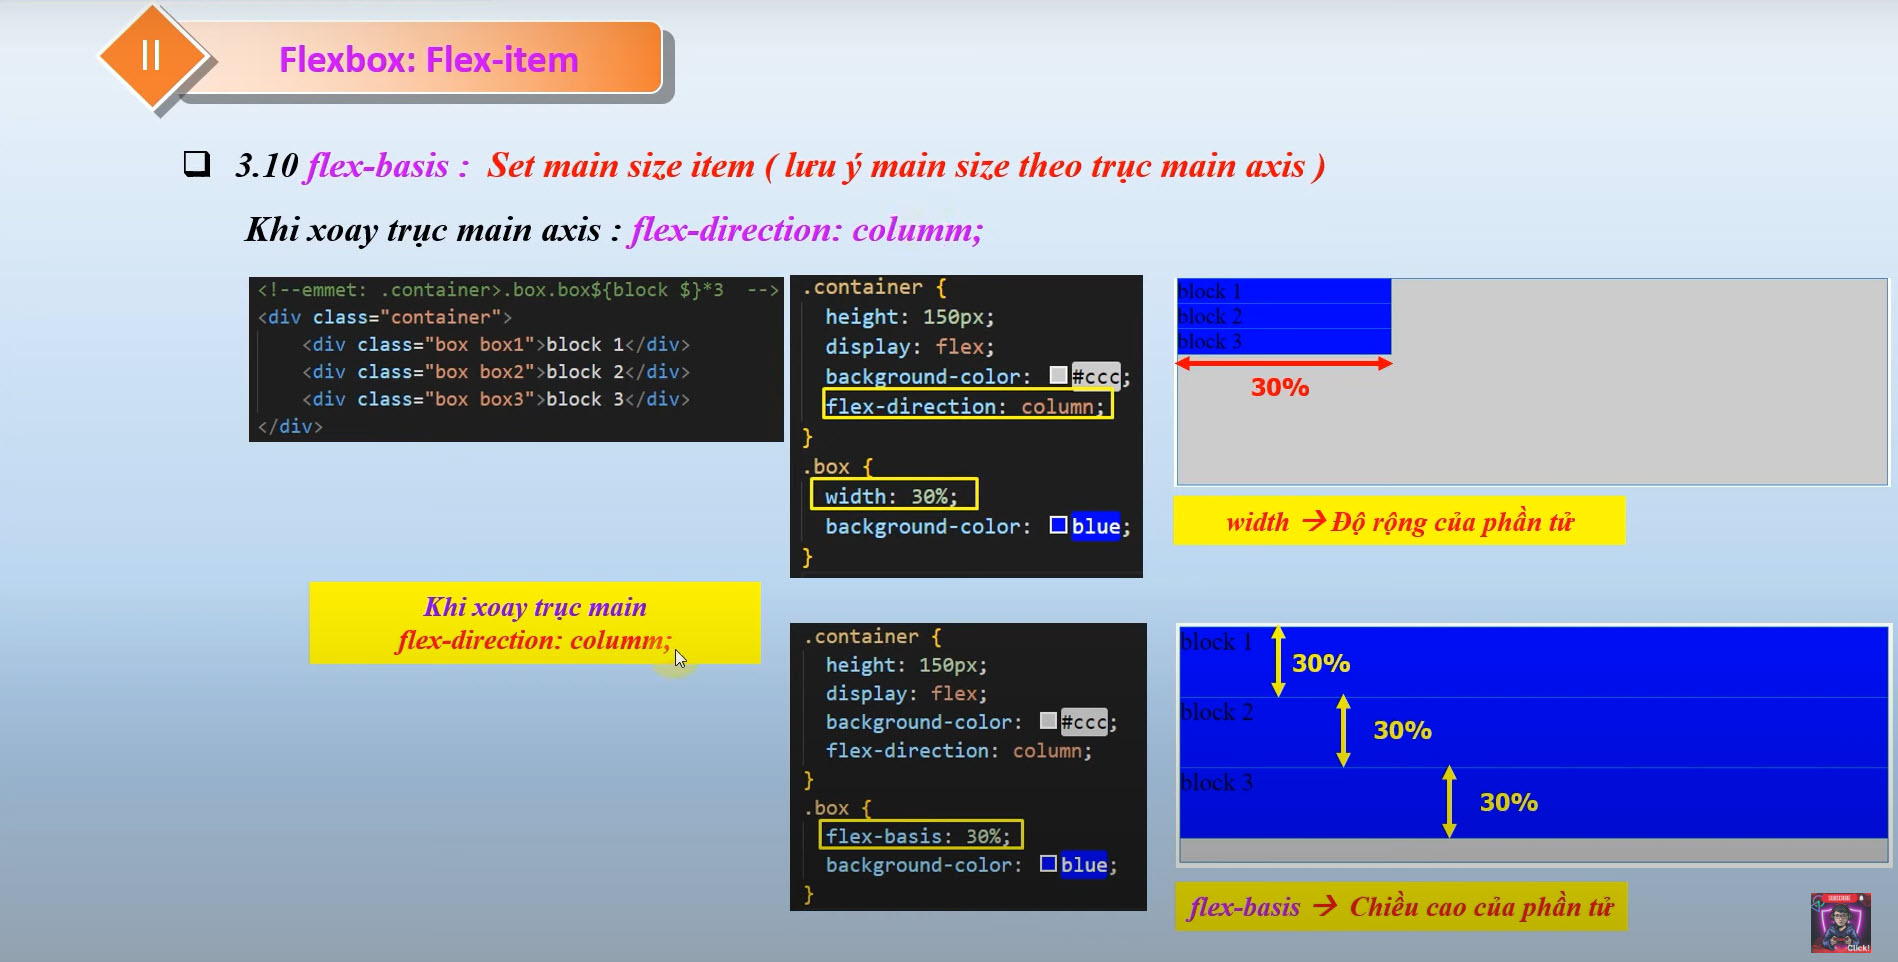 II
Flexbox: Flex-item
3.10 flex-basis : Set main size item ( lưu ý main size theo trục main axis )
Khi xoay trục main axis : flex-direction: columm;
<!--emmet: .container>.box.box${block $}*3 -->
<div class="container">
<div class="box box1">block 1</div>
<div class="box box2">block 2</div>
<div class="box box3">block 3</div>
</div>
.container {
height: 150px;
display: flex;
background-color: #ccc;
flex-direction: column;
}
.box {
width: 30%;
background-color: blue;
}
block 1
block 2
block 3
30%
width → Độ rộng của phần tử
Khi xoay trục main
flex-direction: columm;
.container {
height: 150px;
display: flex;
background-color: #ccc;
flex-direction: column;
}
.box {
flex-basis: 30%;
background-color: blue;
}
block 1
30%
block 2
30%
block 3
30%
flex-basis → Chiều cao của phần tử
SUBSCRIBE
Click!